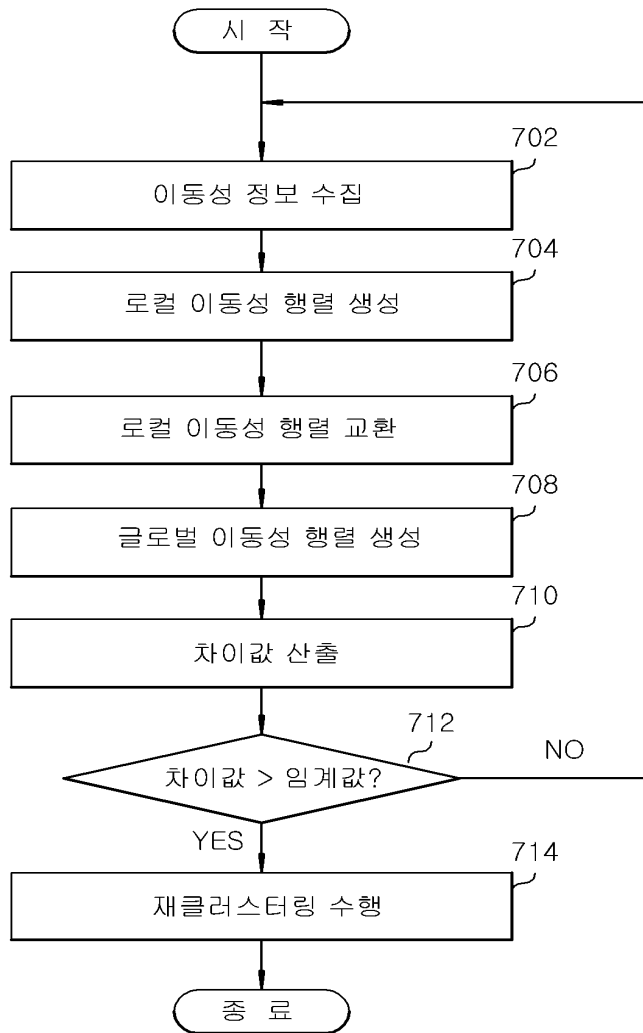 시 작
702
이동성 정보 수집
704
로컬 이동성 행렬 생성
706
로컬 이동성 행렬 교환
708
글로벌 이동성 행렬 생성
710
차이값 산출
712
차이값 > 임계값?
NO
YES
714
재클러스터링 수행
종 료